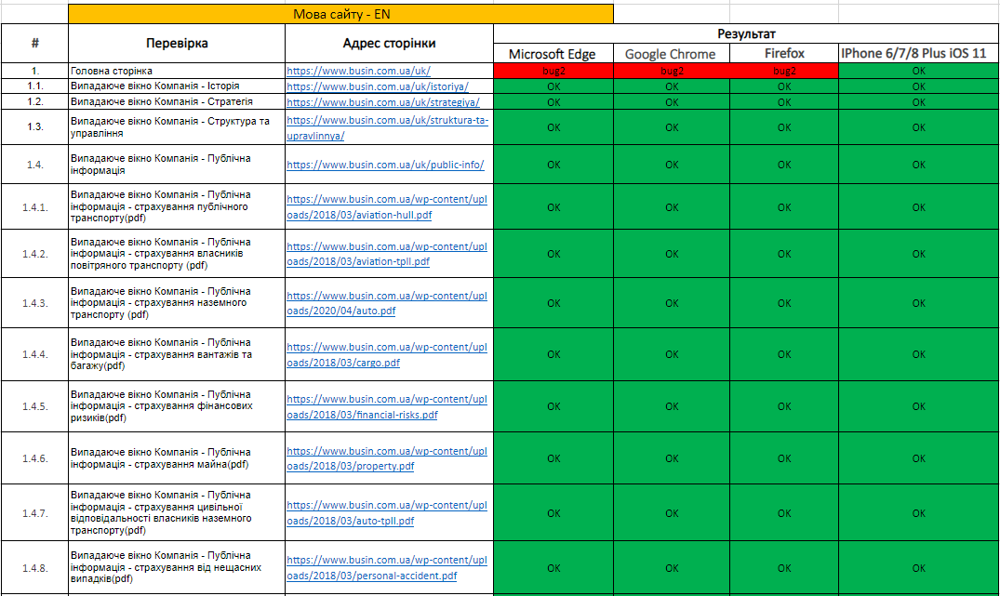 Мова сайту - EN
# Перевірка Адрес сторінки Результат
Microsoft Edge Google Chrome Firefox IPhone 6/7/8 Plus iOS 11
1. Головна сторінка https://www.busin.com.ua/uk/ bug2 bug2 bug2 OK
1.1. Випадаюче вікно Компанія - Історія https://www.busin.com.ua/uk/istoriya/ OK OK OK OK
1.2. Випадаюче вікно Компанія - Стратегія https://www.busin.com.ua/uk/strategiya/ OK OK OK OK
1.3. Випадаюче вікно Компанія - Структура та
управління
https://www.busin.com.ua/uk/struktura-ta-
upravlinnya/
OK OK OK OK
1.4. Випадаюче вікно Компанія - Публічна
інформація
https://www.busin.com.ua/uk/public-info/
OK OK OK OK
1.4.1. Випадаюче вікно Компанія - Публічна
інформація - страхування публічного
транспорту(pdf)
https://www.busin.com.ua/wp-content/upl
oads/2018/03/aviation-hull.pdf
OK OK OK OK
1.4.2. Випадаюче вікно Компанія - Публічна
інформація - страхування власників
повітряного транспорту (pdf)
https://www.busin.com.ua/wp-content/upl
oads/2018/03/aviation-tpll.pdf
OK OK OK OK
1.4.3. Випадаюче вікно Компанія - Публічна
інформація - страхування наземного
транспорту (pdf)
https://www.busin.com.ua/wp-content/upl
oads/2020/04/auto.pdf
OK OK OK OK
1.4.4. Випадаюче вікно Компанія - Публічна
інформація - страхування вантажів та
багажу(pdf)
https://www.busin.com.ua/wp-content/upl
oads/2018/03/cargo.pdf
OK OK OK OK
1.4.5. Випадаюче вікно Компанія - Публічна
інформація - страхування фінансових
ризиків(pdf)
https://www.busin.com.ua/wp-content/upl
oads/2018/03/financial-risks.pdf
OK OK OK OK
1.4.6. Випадаюче вікно Компанія - Публічна
інформація - страхування майна(pdf)
https://www.busin.com.ua/wp-content/upl
oads/2018/03/property.pdf
OK OK OK OK
1.4.7. Випадаюче вікно Компанія - Публічна
інформація - страхування цивільної
відповідальності власників наземного
транспорту(pdf)
https://www.busin.com.ua/wp-content/upl
oads/2018/03/auto-tpll.pdf
OK OK OK OK
1.4.8. Випадаюче вікно Компанія - Публічна
інформація - страхування від нещасних
випадків(pdf)
https://www.busin.com.ua/wp-content/upl
oads/2018/03/personal-accident.pdf
OK OK OK OK